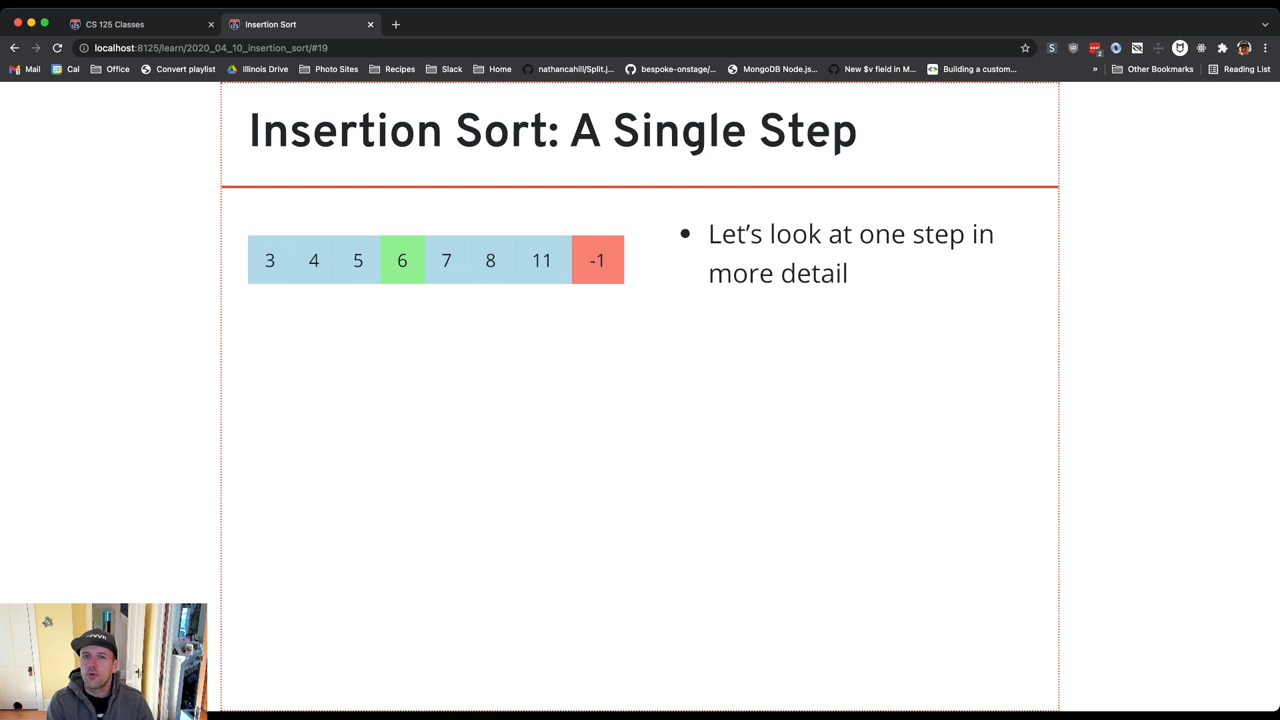 CS 125 Classes
Insertion Sort
localhost:8125/learn/2020_04_10_insertion_sort/#19
Mail Cal Office Convert playlist Illinois Drive Photo Sites Recipes Slack Home nathancahill/Split.j... bespoke-onstage/... MongoDB Node.js... New $v field in M... Building a custom... » Other Bookmarks Reading List
Insertion Sort: A Single Step
3 4 5 6 7 8 11 -1
• Let's look at one step in
more detail